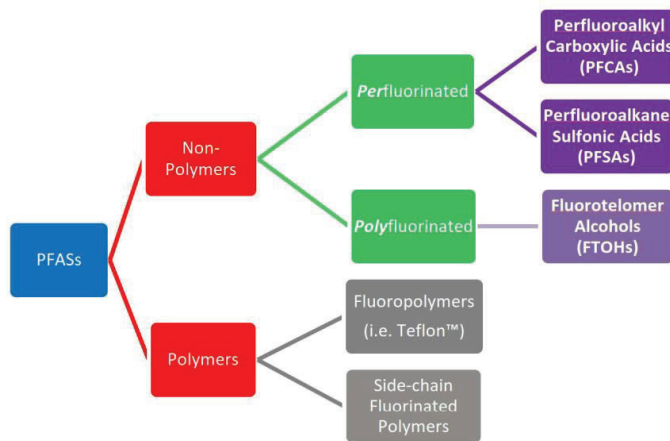 PFASs
Non-
Polymers
Polymers
Perfluorinated
Polyfluorinated
Fluoropolymers
(i.e. Teflon™)
Side-chain
Fluorinated
Polymers
Perfluoroalkyl
Carboxylic Acids
(PFCAs)
Perfluoroalkane
Sulfonic Acids
(PFSAs)
Fluorotelomer
Alcohols
(FTOHs)